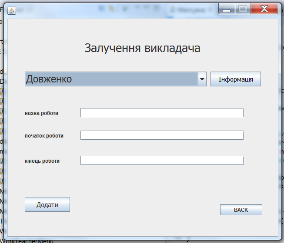 Залучення викладача
Довженко
Інформація
назва роботи
початок роботи
кінець роботи
Додати
BACK